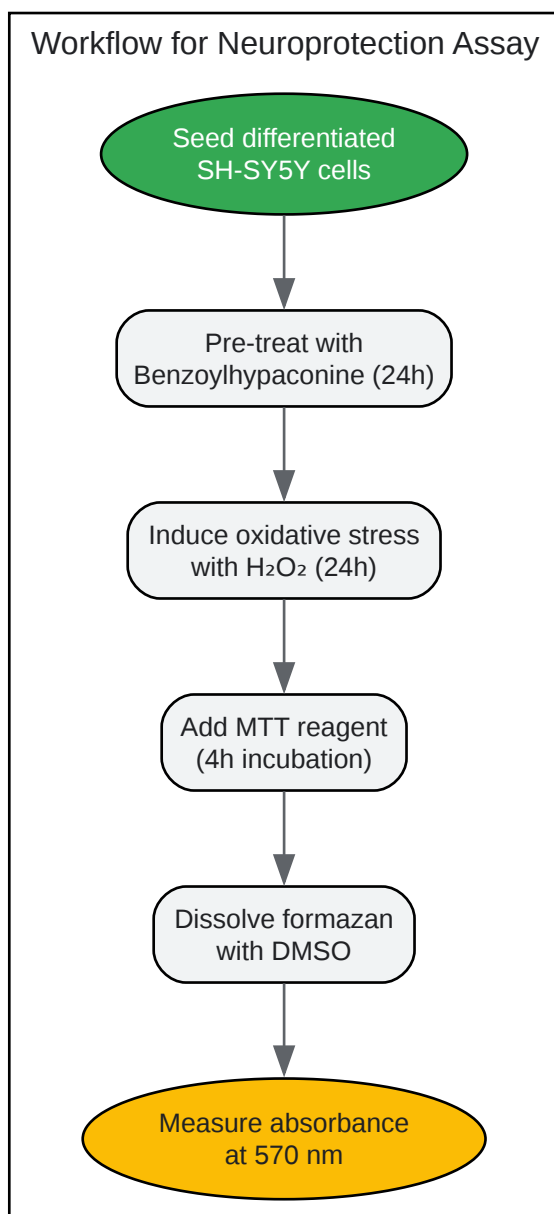 Workflow for Neuroprotection Assay
Seed differentiated
SH-SY5Y cells
Pre-treat with
Benzoylhypaconine (24h)
Induce oxidative stress
with H₂O₂ (24h)
Add MTT reagent
(4h incubation)
Dissolve formazan
with DMSO
Measure absorbance
at 570 nm